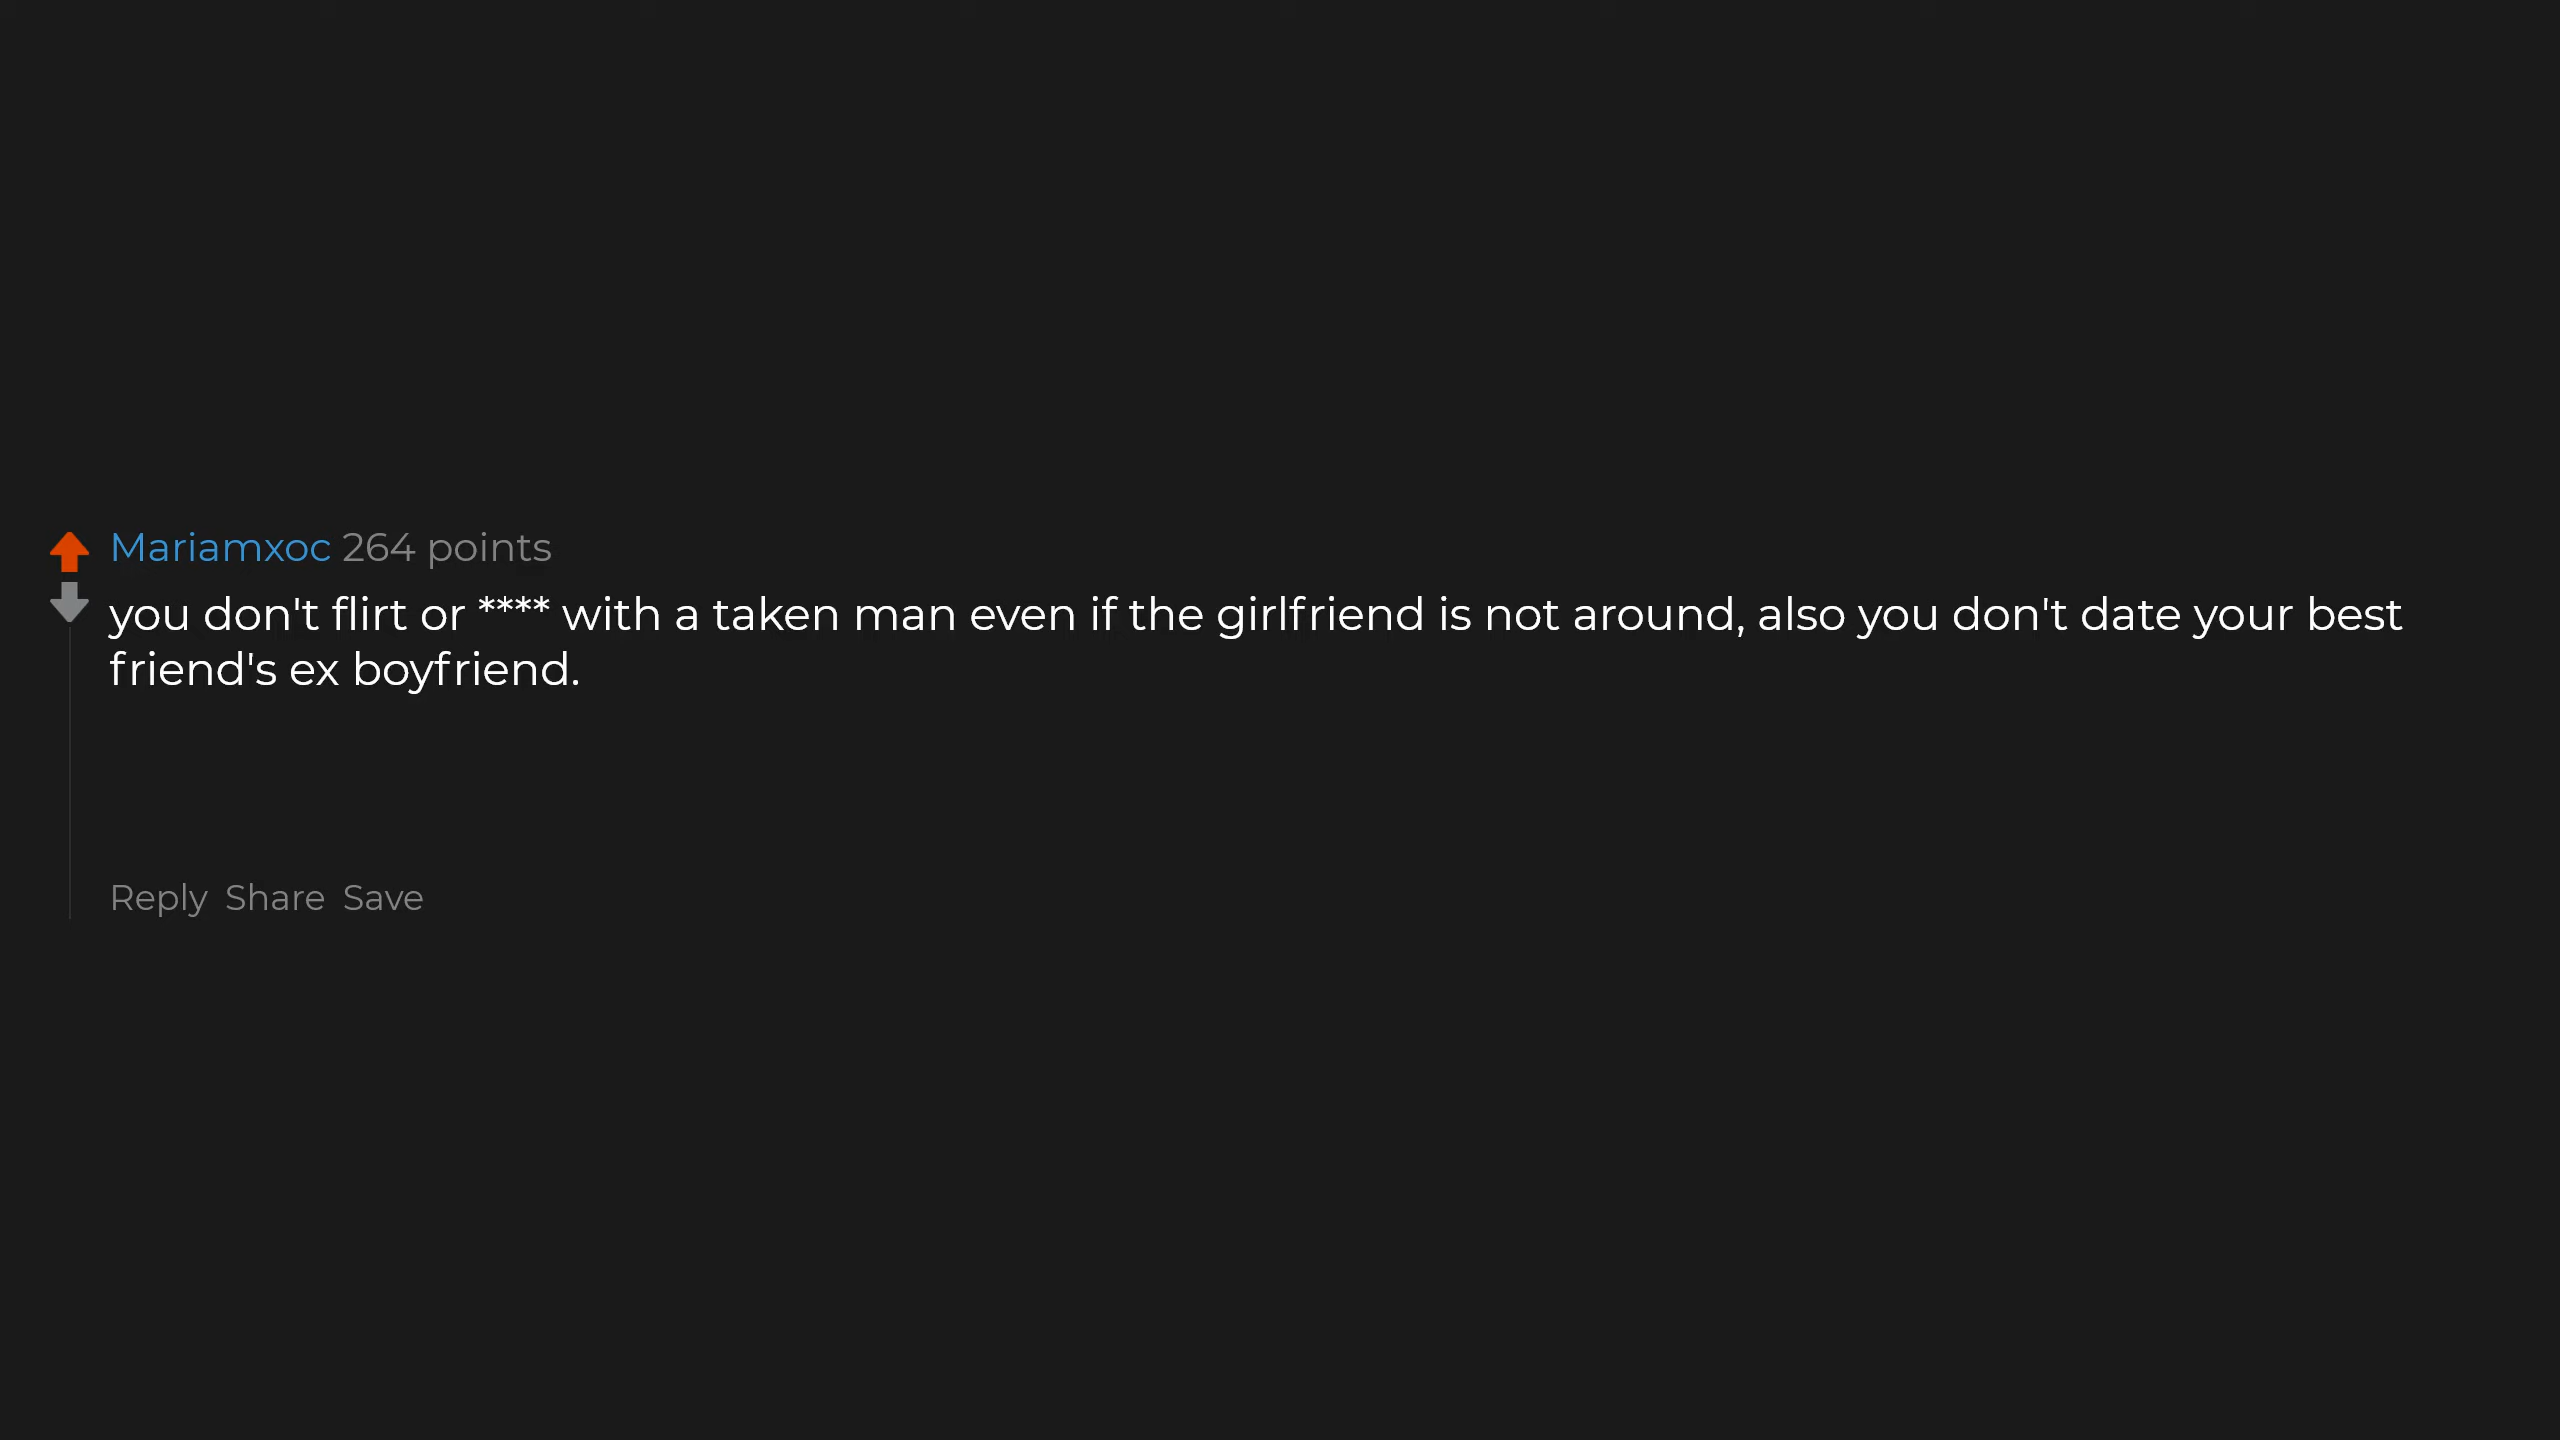 Mariamxoc 264 points
you don't flirt or **** with a taken man even if the girlfriend is not around, also you don't date your best
friend's ex boyfriend.
Reply Share Save